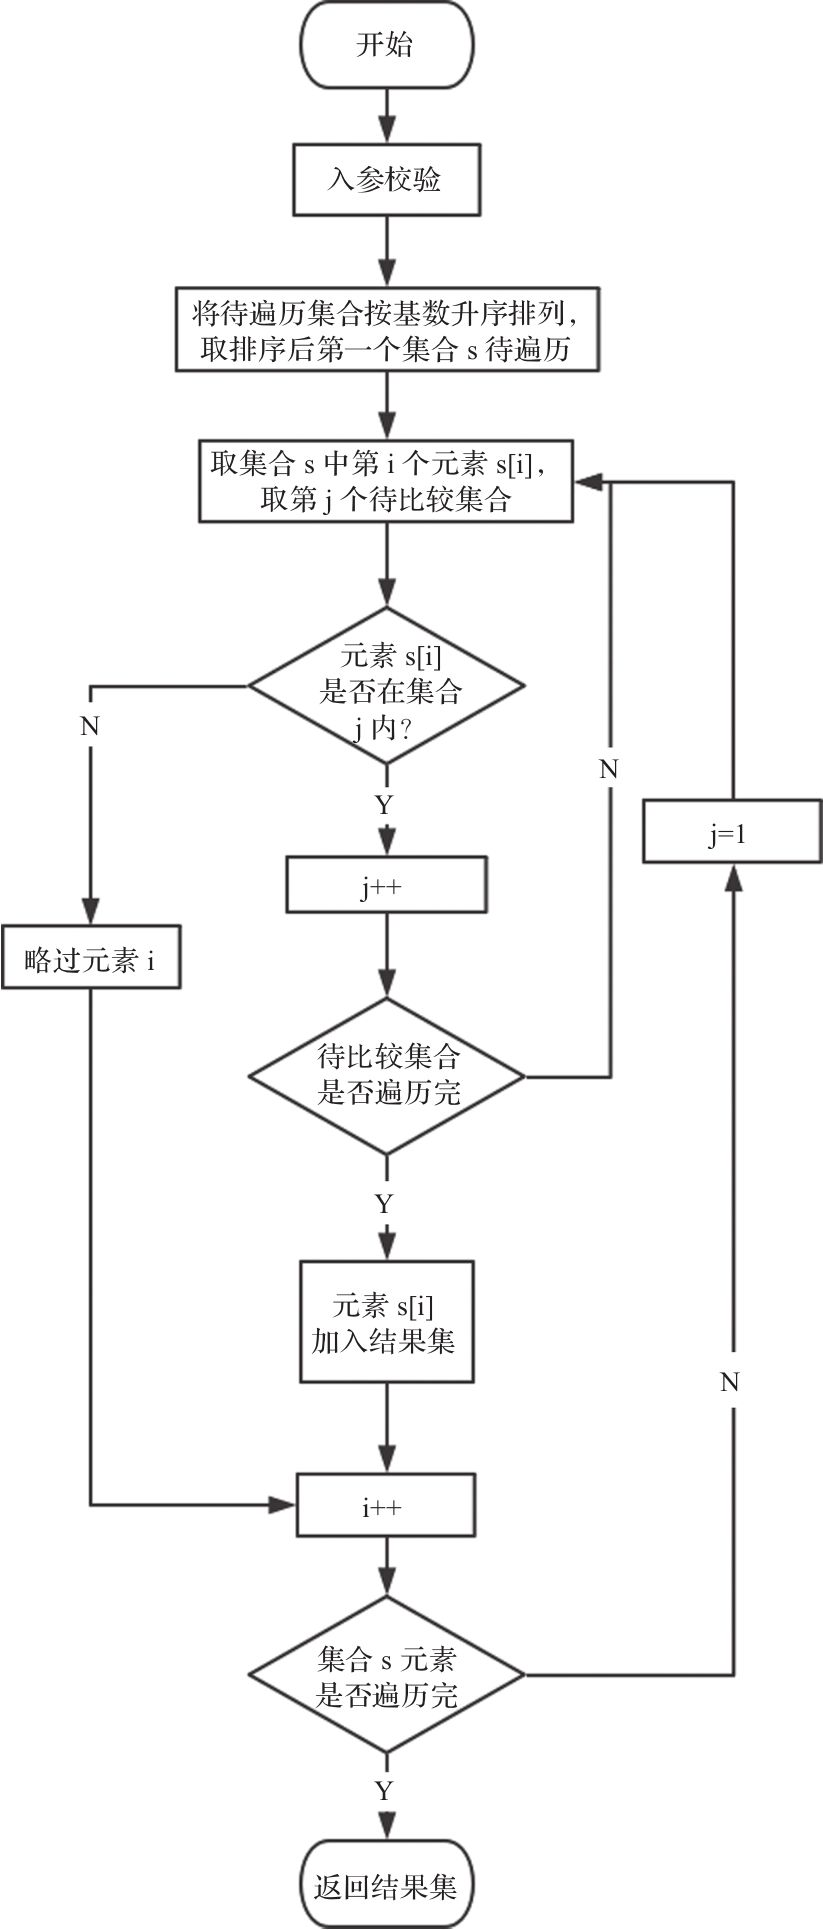 开始
入参校验
将待遍历集合按基数升序排列，
取排序后第一个集合 s 待遍历
取集合 s 中第 i 个元素 s[i]，
取第 j 个待比较集合
元素 s[i]
是否在集合
j 内？
N
Y
N
j=1
j++
略过元素 i
待比较集合
是否遍历完
Y
元素 s[i]
加入结果集
N
i++
集合 s 元素
是否遍历完
Y
返回结果集